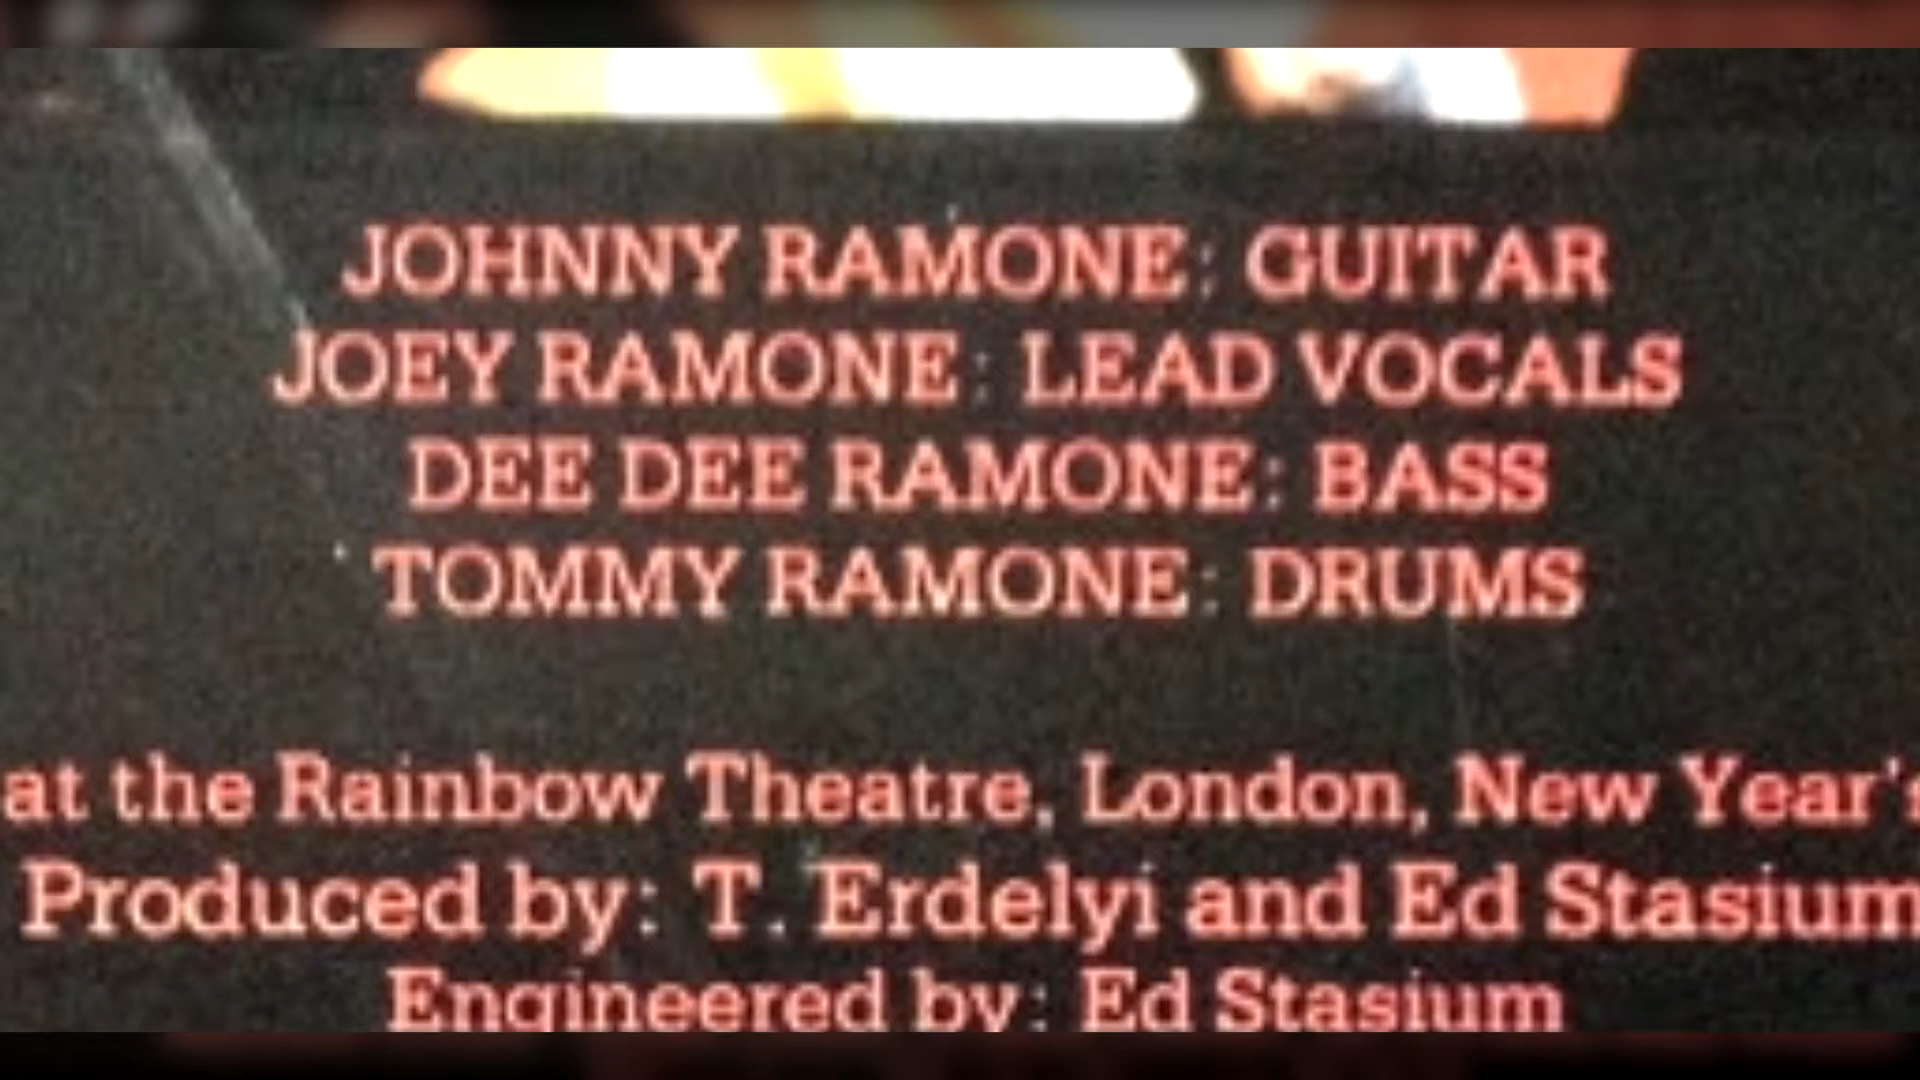 JOHNNY RAMONE: GUITAR
JOEY RAMONE: LEAD VOCALS
DEE DEE RAMONE: BASS
TOMMY RAMONE: DRUMS
at the Rainbow Theatre, London, New Year's
Produced by: T. Erdelyi and Ed Stasium
Engineered by: Ed Stasium